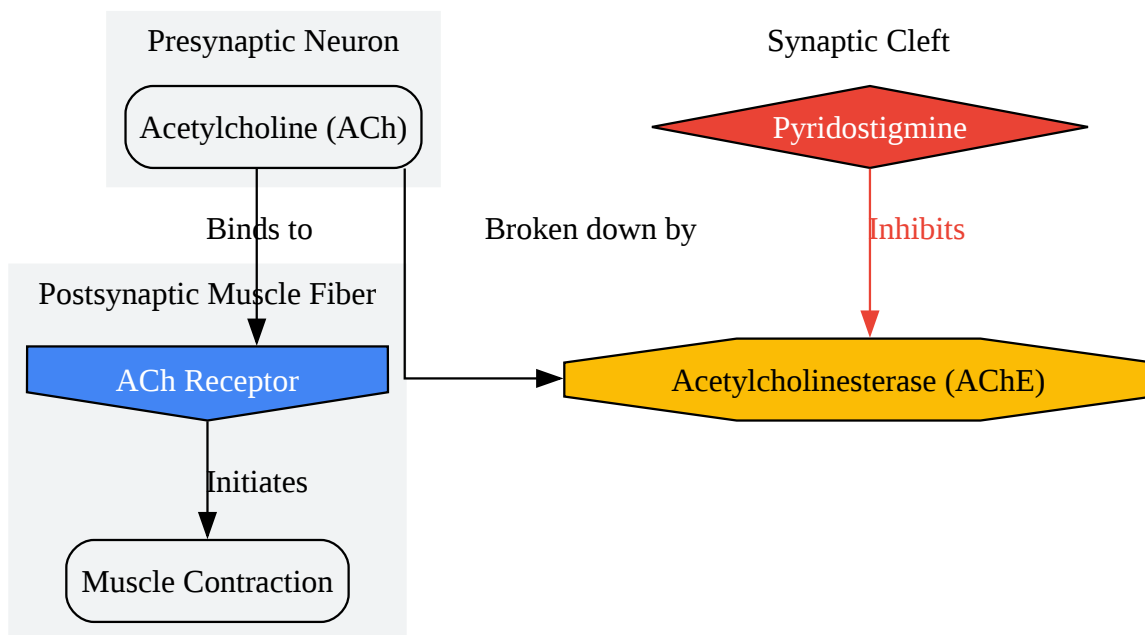 Presynaptic Neuron
Synaptic Cleft
Acetylcholine (ACh)
Pyridostigmine
Binds to
Broken down by
Inhibits
Postsynaptic Muscle Fiber
ACh Receptor
Acetylcholinesterase (AChE)
Initiates
Muscle Contraction